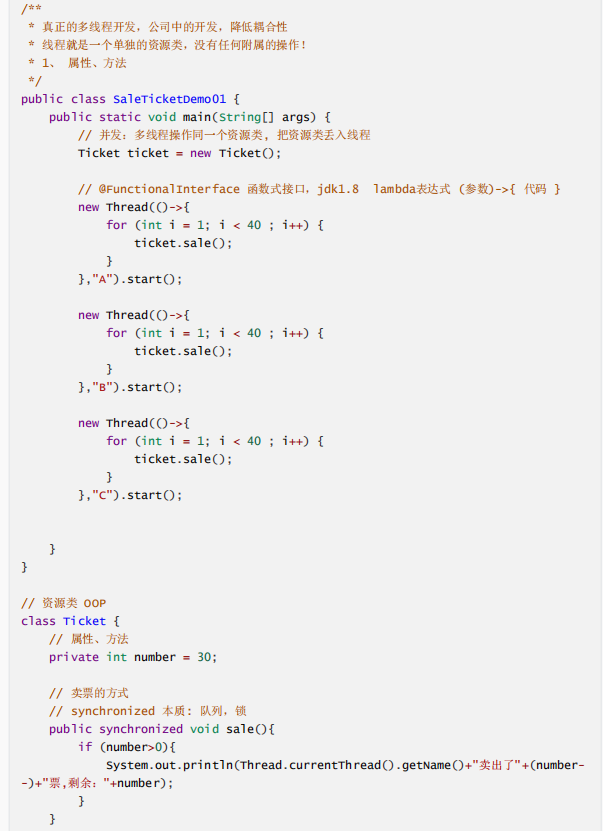 /**
 * 真正的多线程开发，公司中的开发，降低耦合性
 * 线程就是一个单独的资源类，没有任何附属的操作！
 * 1、 属性、方法
 */
public class SaleTicketDemo01 {
    public static void main(String[] args) {
        // 并发：多线程操作同一个资源类, 把资源类丢入线程
        Ticket ticket = new Ticket();

        // @FunctionalInterface 函数式接口，jdk1.8  lambda表达式 (参数)->{ 代码 }
        new Thread(()->{
            for (int i = 1; i < 40 ; i++) {
                ticket.sale();
            }
        },"A").start();

        new Thread(()->{
            for (int i = 1; i < 40 ; i++) {
                ticket.sale();
            }
        },"B").start();

        new Thread(()->{
            for (int i = 1; i < 40 ; i++) {
                ticket.sale();
            }
        },"C").start();


    }
}

// 资源类 OOP
class Ticket {
    // 属性、方法
    private int number = 30;

    // 卖票的方式
    // synchronized 本质: 队列，锁
    public synchronized void sale(){
        if (number>0){
            System.out.println(Thread.currentThread().getName()+"卖出了"+(number-
-)+"票,剩余："+number);
        }
    }